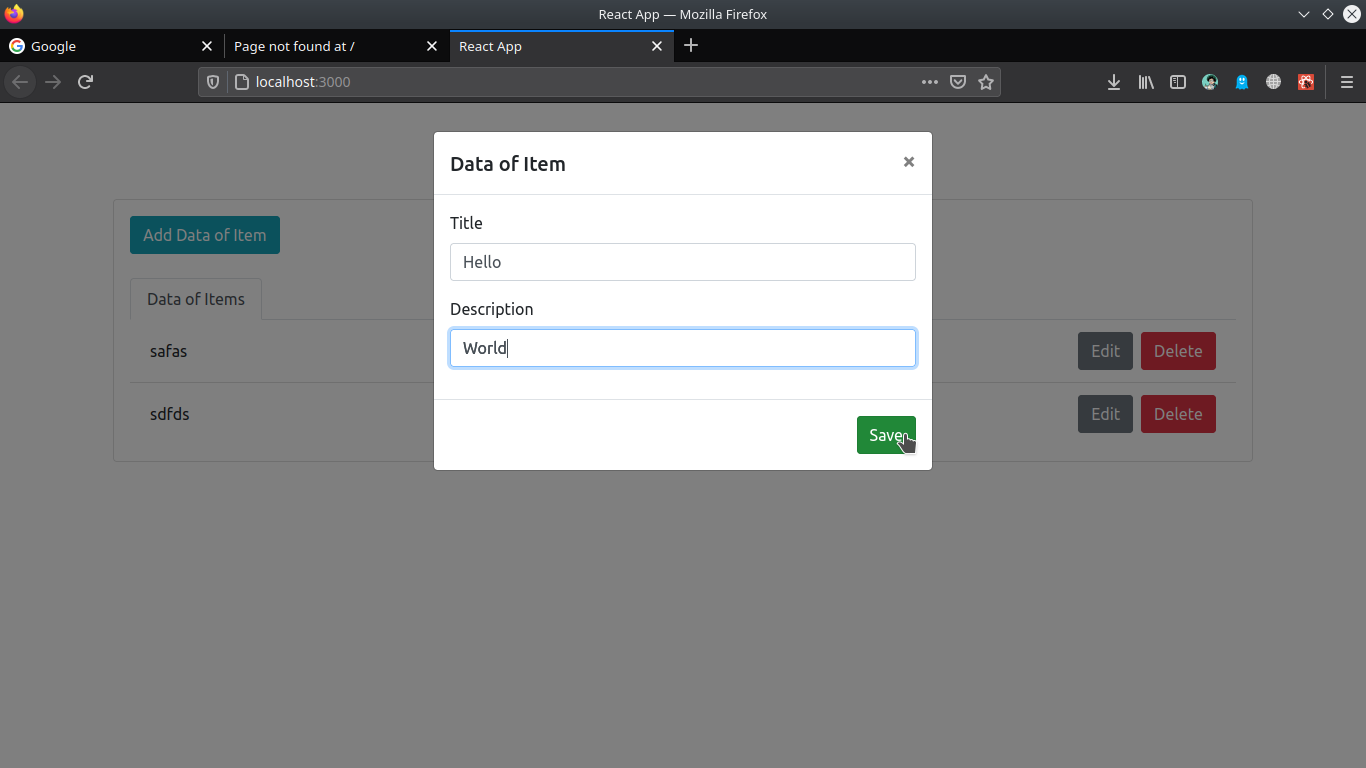 React App — Mozilla Firefox
Google
Page not found at /
React App
localhost:3000
Data of Item
Title
Hello
Description
World
Save
Add Data of Item
Data of Items
safas
Edit
Delete
sdfds
Edit
Delete